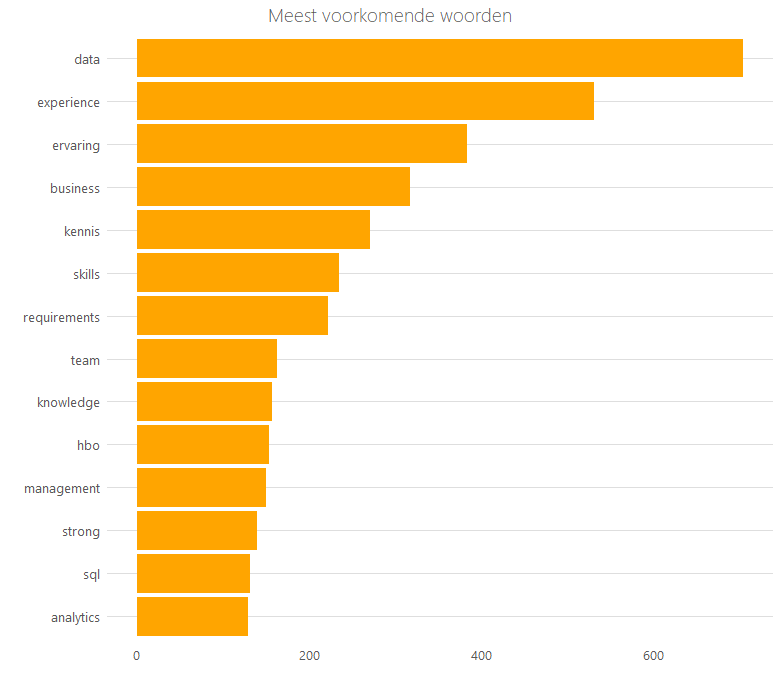 Meest voorkomende woorden
data
experience
ervaring
business
kennis
skills
requirements
team
knowledge
hbo
management
strong
sql
analytics
0 200 400 600